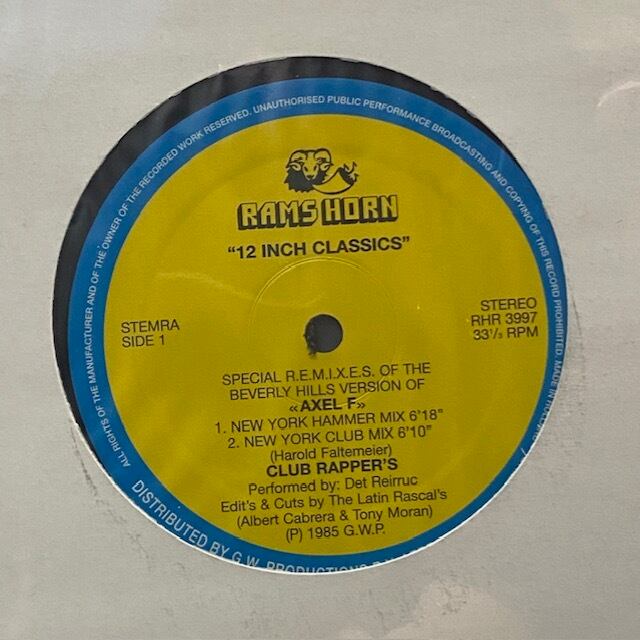 ALL RIGHTS OF THE MANUFACTURER AND OF THE OWNER OF THE RECORDED WORK RESERVED. UNAUTHORISED PUBLIC PERFORMANCE BROADCASTING AND COPYING OF THIS RECORD PROHIBITED. MADE IN
RAMS HORN
"12 INCH CLASSICS"
STEMRA
SIDE 1
STEREO
RHR 3997
33⅓ RPM
SPECIAL R.E.M.I.X.E.S. OF THE
BEVERLY HILLS VERSION OF
«AXEL F»
1. NEW YORK HAMMER MIX 6'18"
2. NEW YORK CLUB MIX 6'10"
(Harold Faltemeier)
CLUB RAPPER'S
Performed by: Det Reirruc
Edit's & Cuts by The Latin Rascal's
(Albert Cabrera & Tony Moran)
(P) 1985 G.W.P.
DISTRIBUTED BY G.W. PRODUCTIONS